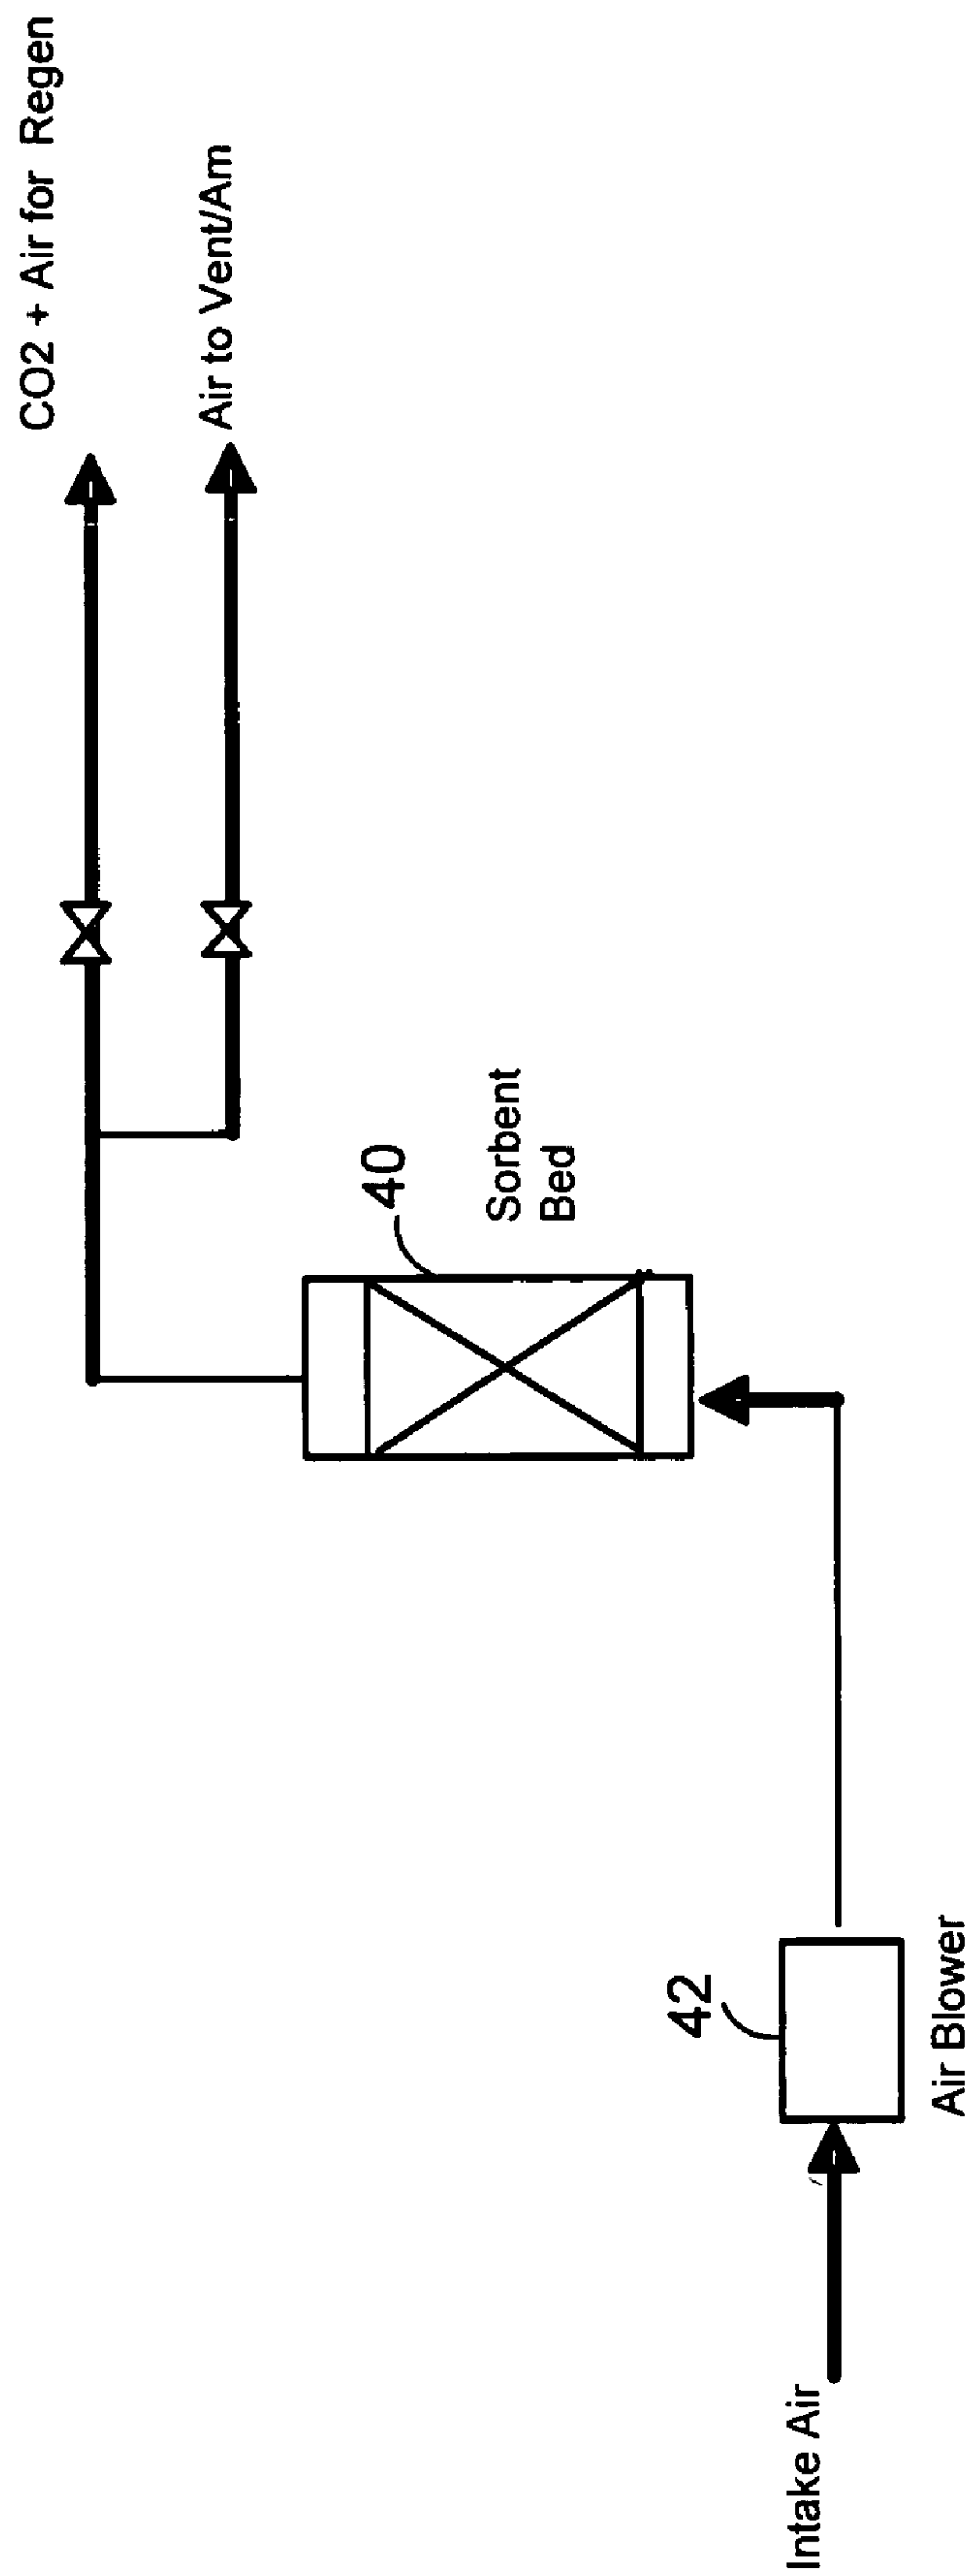 CO2 + Air for Regen
Air to Vent/Am
40
Sorbent
Bed
42
Air Blower
Intake Air